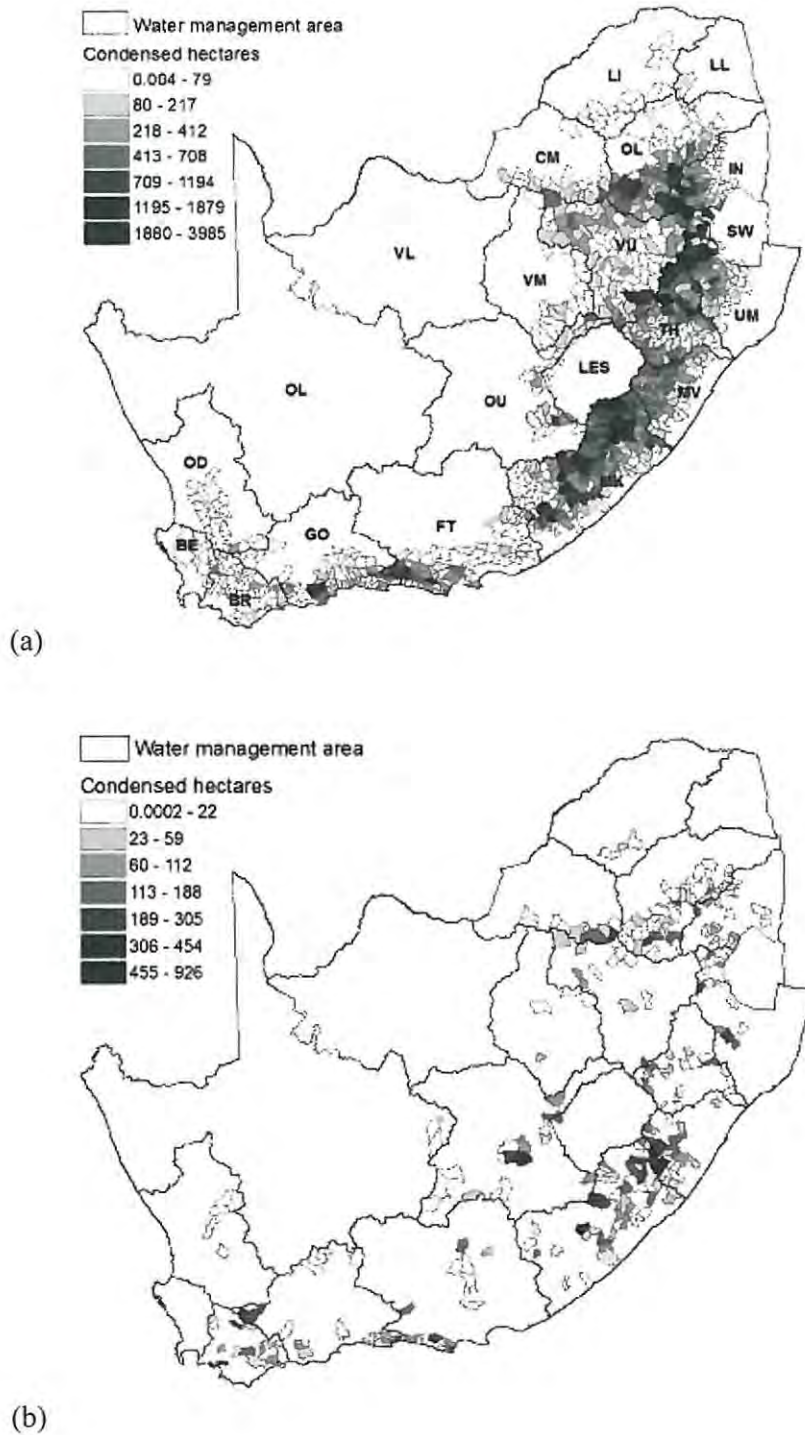 Water management area
Condensed hectares
0.004 - 79
80 - 217
218 - 412
413 - 708
709 - 1194
1195 - 1879
1880 - 3985
LI
LL
CM
OL
IN
VL
VU
SW
VM
TH
UM
LES
OL
OU
MV
OD
MK
FT
GO
BE
BR
(a)
Water management area
Condensed hectares
0.0002 - 22
23 - 59
60 - 112
113 - 188
189 - 305
306 - 454
455 - 926
(b)